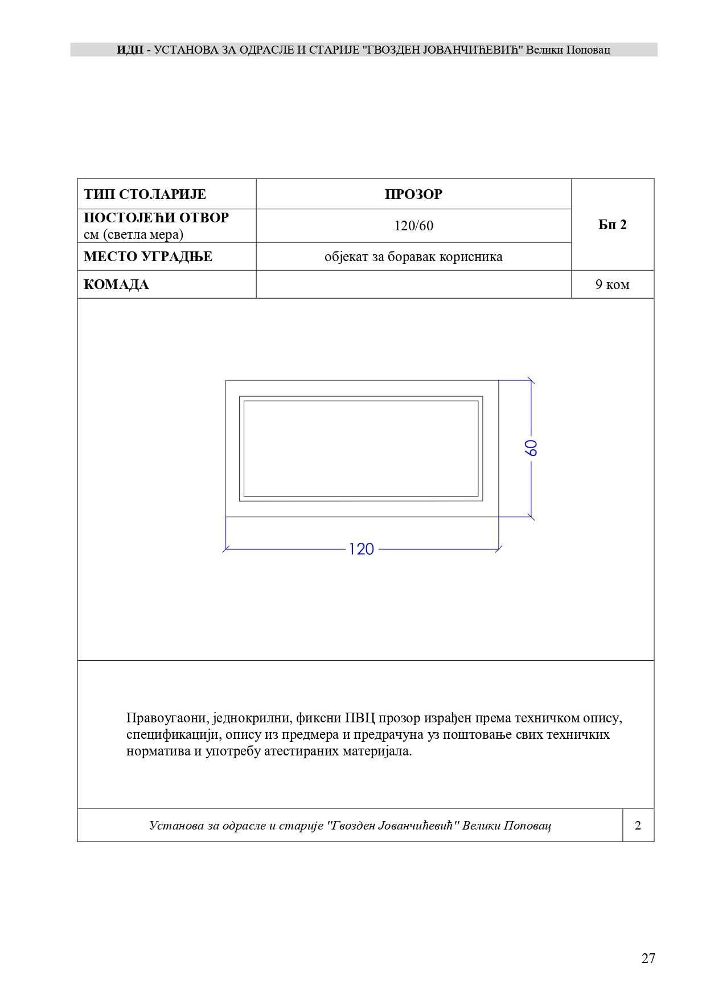 ИДП - УСТАНОВА ЗА ОДРАСЛЕ И СТАРИЈЕ "ГВОЗДЕН ЈОВАНЧИЋЕВИЋ" Велики Поповац
ТИП СТОЛАРИЈЕ
ПРОЗОР
Бп 2
ПОСТОЈЕЋИ ОТВОР
см (светла мера)
120/60
МЕСТО УГРАДЊЕ
објекат за боравак корисника
КОМАДА
9 ком
60
120
Правоугаони, једнокрилни, фиксни ПВЦ прозор израђен према техничком опису,
спецификацији, опису из предмера и предрачуна уз поштовање свих техничких
норматива и употребу атестираних материјала.
Установа за одрасле и старије "Гвозден Јованчићевић" Велики Поповац
2
27